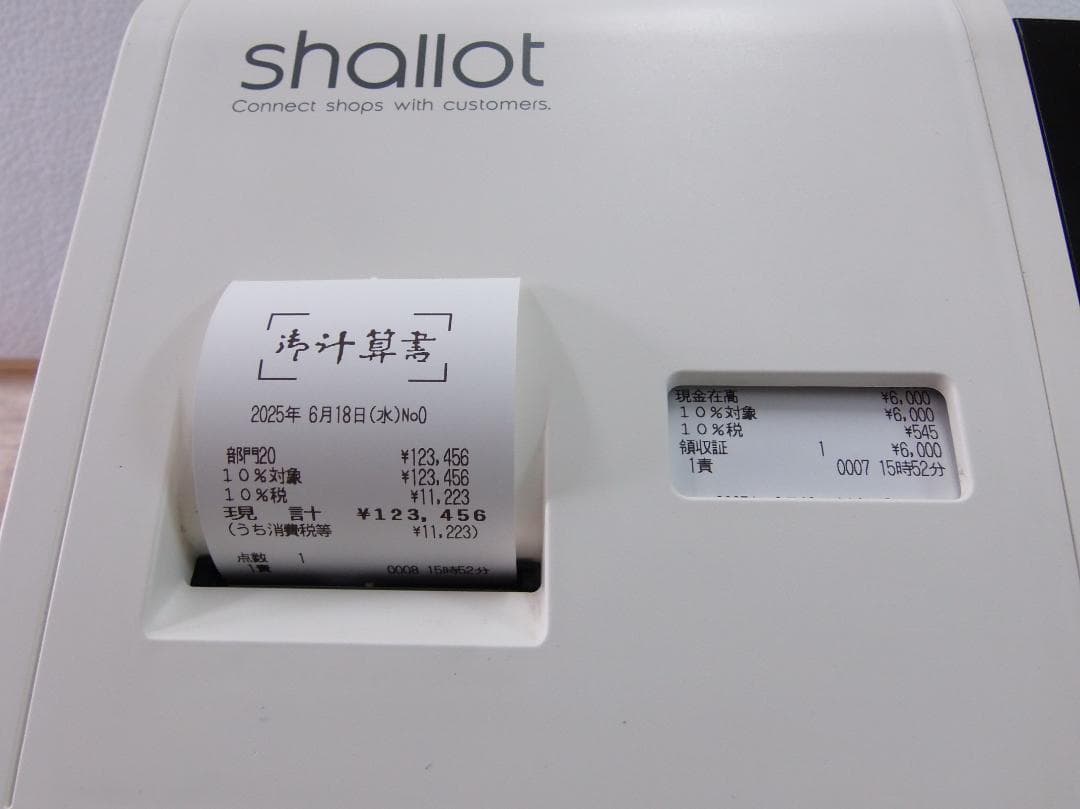 shallot
Connect shops with customers.
御計算書
2025年 6月18日(水)No0
部門20 ¥123,456
10%対象 ¥123,456
10%税 ¥11,223
現 計 ¥123,456
(うち消費税等 ¥11,223)
点数 1
1責 0008 15時52分
現金在高 ¥6,000
10%対象 ¥6,000
10%税 ¥545
領収証 1 ¥6,000
1責 0007 15時52分